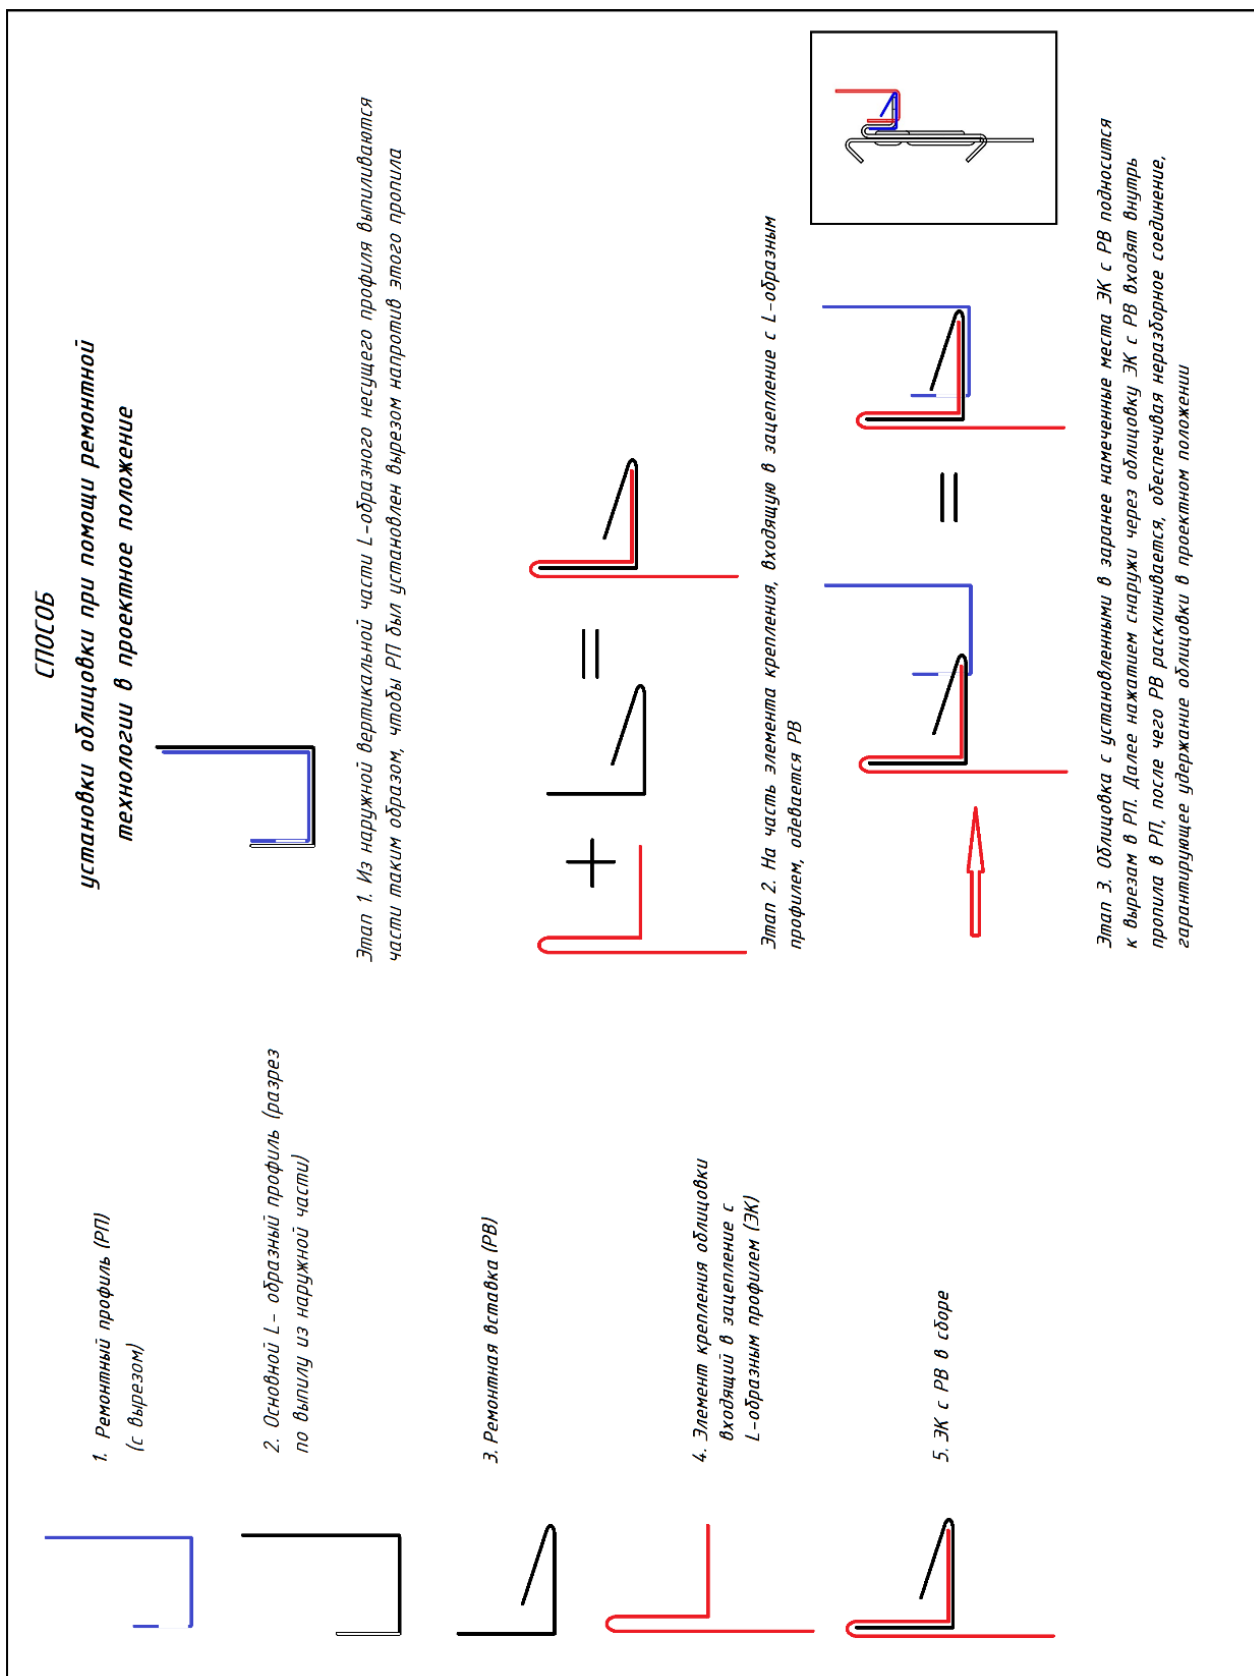 СПОСОБ
установки облицовки при помощи ремонтной
технологии в проектное положение
1. Ремонтный профиль (РП)
(с вырезом)
2. Основной L- образный профиль (разрез
по выпилу из наружной части)
3. Ремонтная вставка (РВ)
4. Элемент крепления облицовки
входящий в зацепление с
L-образным профилем (ЭК)
5. ЭК с РВ в сборе
Этап 1. Из наружной вертикальной части L-образного несущего профиля выпиливаются
части таким образом, чтобы РП был установлен вырезом напротив этого пропила
Этап 2. На часть элемента крепления, входящую в зацепление с L-образным
профилем, одевается РВ
Этап 3. Облицовка с установленными в заранее намеченные места ЭК с РВ подносится
к вырезам в РП. Далее нажатием снаружи через облицовку ЭК с РВ входят внутрь
пропила в РП, после чего РВ расклинивается, обеспечивая неразборное соединение,
гарантирующее удержание облицовки в проектном положении